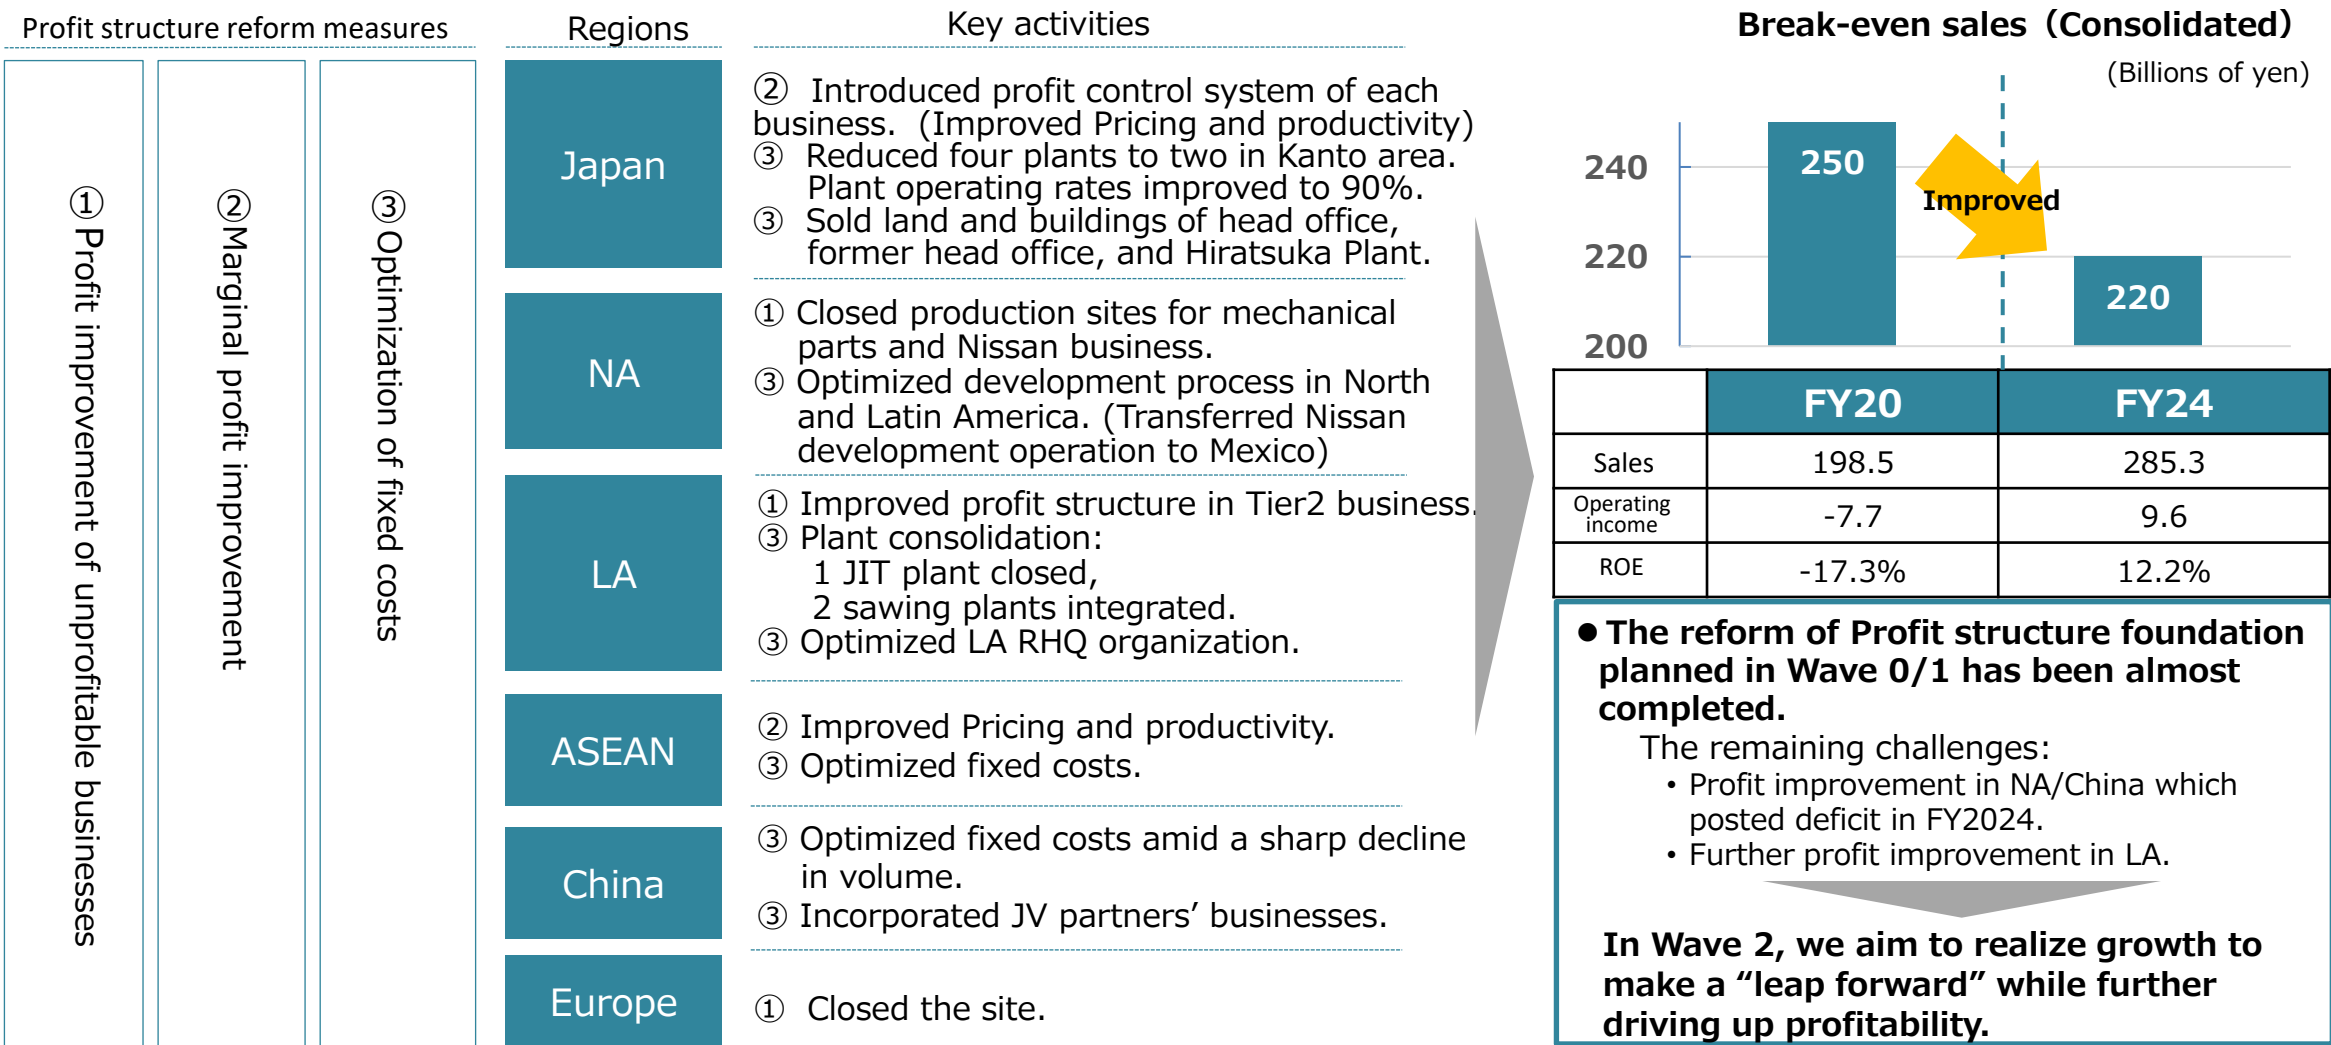 Profit structure reform measures
①Profit improvement of unprofitable businesses
②Marginal profit improvement
③Optimization of fixed costs
Regions
Key activities
Japan
② Introduced profit control system of each
business. (Improved Pricing and productivity)
③ Reduced four plants to two in Kanto area.
Plant operating rates improved to 90%.
③ Sold land and buildings of head office,
former head office, and Hiratsuka Plant.
NA
① Closed production sites for mechanical
parts and Nissan business.
③ Optimized development process in North
and Latin America. (Transferred Nissan
development operation to Mexico)
LA
① Improved profit structure in Tier2 business.
③ Plant consolidation:
1 JIT plant closed,
2 sawing plants integrated.
③ Optimized LA RHQ organization.
ASEAN
② Improved Pricing and productivity.
③ Optimized fixed costs.
China
③ Optimized fixed costs amid a sharp decline
in volume.
③ Incorporated JV partners’ businesses.
Europe
① Closed the site.
Break-even sales（Consolidated）
(Billions of yen)
240
220
200
250
Improved
220
FY20 FY24
Sales 198.5 285.3
Operating
income -7.7 9.6
ROE -17.3% 12.2%
● The reform of Profit structure foundation
planned in Wave 0/1 has been almost
completed.
The remaining challenges:
・Profit improvement in NA/China which
posted deficit in FY2024.
・Further profit improvement in LA.
In Wave 2, we aim to realize growth to
make a “leap forward” while further
driving up profitability.